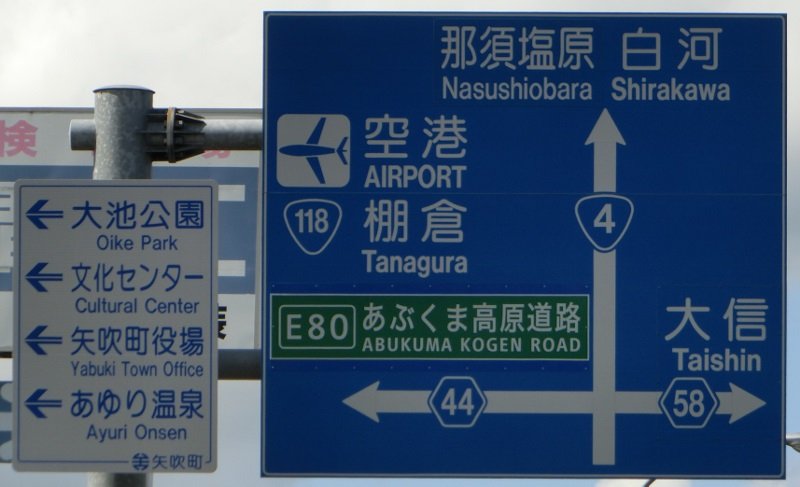 那須塩原 白河
Nasushiobara Shirakawa
空港
AIRPORT
118 棚倉
Tanagura
4
E80 あぶくま高原道路
ABUKUMA KOGEN ROAD
大信
Taishin
44
58
検
大池公園
Oike Park
文化センター
Cultural Center
矢吹町役場
Yabuki Town Office
あゆり温泉
Ayuri Onsen
矢吹町